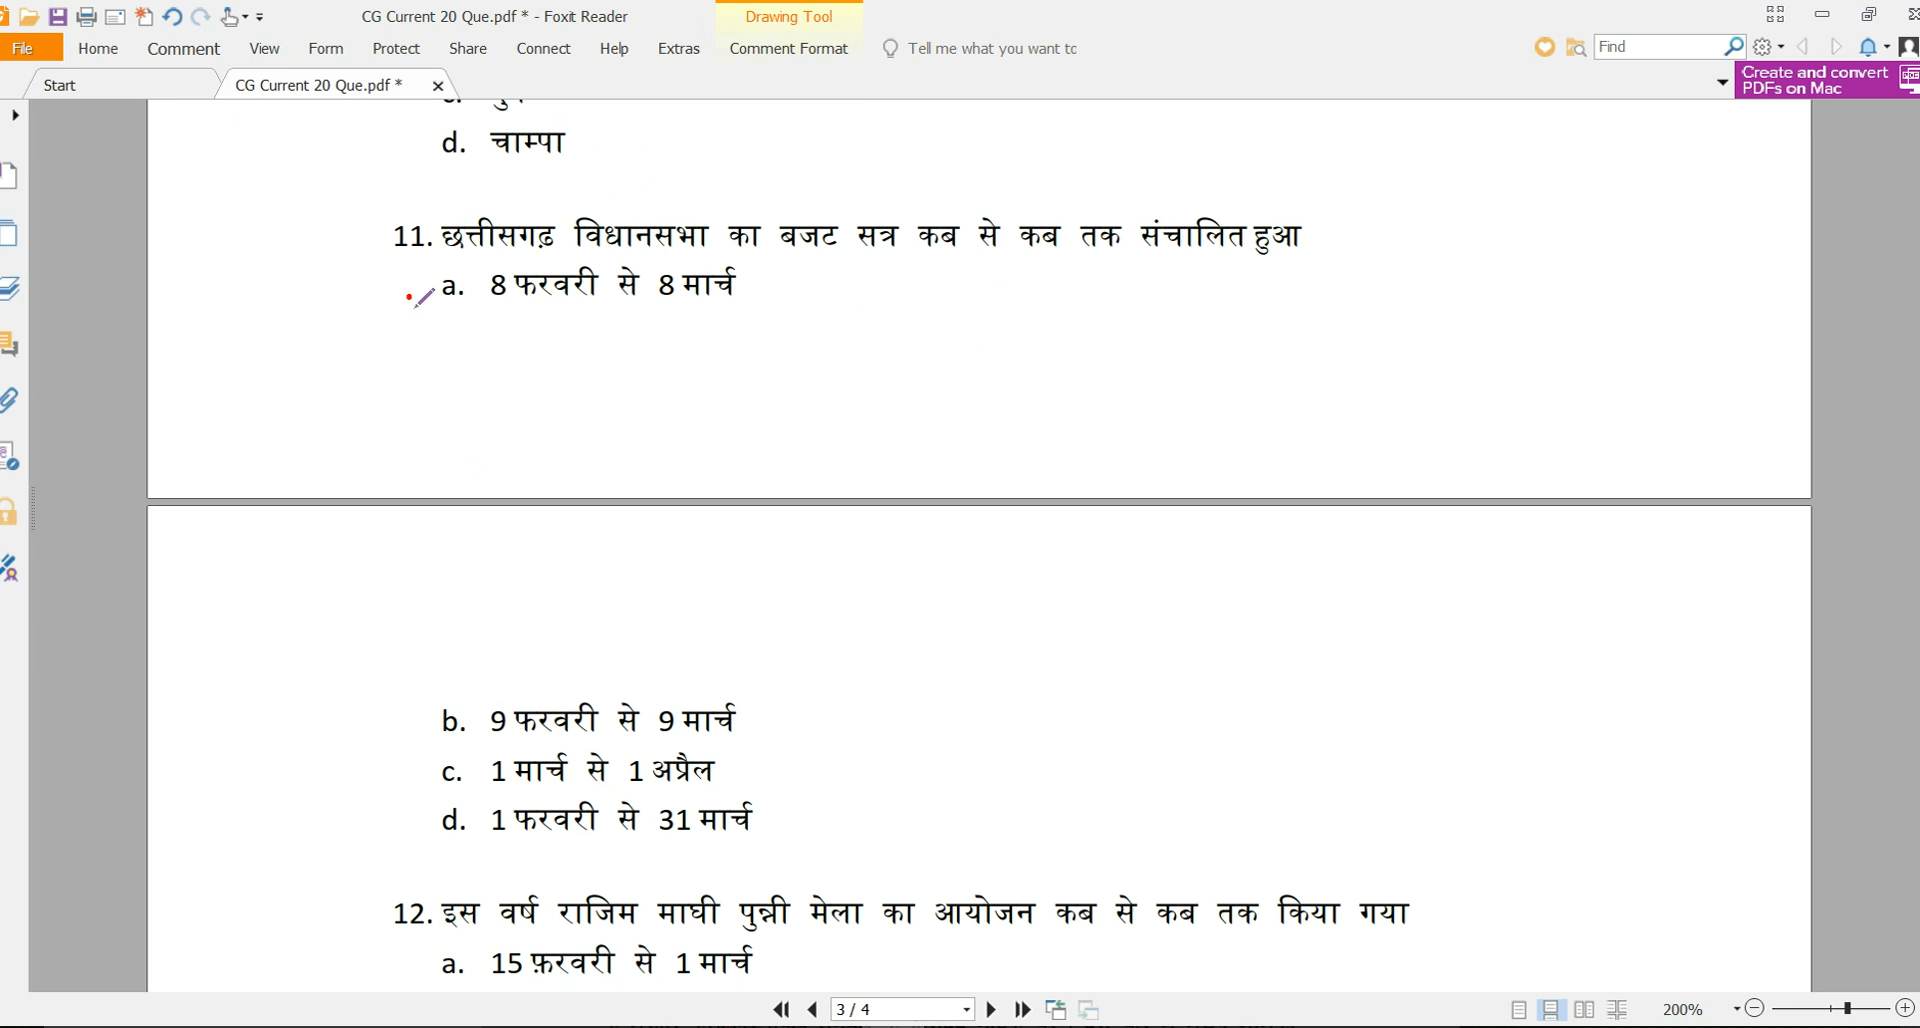 CG Current 20 Que.pdf * - Foxit Reader
Drawing Tool
File Home Comment View Form Protect Share Connect Help Extras Comment Format Tell me what you want to Find
Start CG Current 20 Que.pdf *
Create and convert
PDFs on Mac
d. चाम्पा
11. छत्तीसगढ़ विधानसभा का बजट सत्र कब से कब तक संचालित हुआ
a. 8 फरवरी से 8 मार्च
b. 9 फरवरी से 9 मार्च
c. 1 मार्च से 1 अप्रैल
d. 1 फरवरी से 31 मार्च
12. इस वर्ष राजिम माघी पुन्नी मेला का आयोजन कब से कब तक किया गया
a. 15 फ़रवरी से 1 मार्च
3 / 4
200%